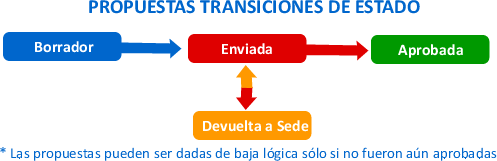 PROPUESTAS TRANSICIONES DE ESTADO
Borrador
Enviada
Aprobada
Devuelta a Sede
* Las propuestas pueden ser dadas de baja lógica sólo si no fueron aún aprobadas